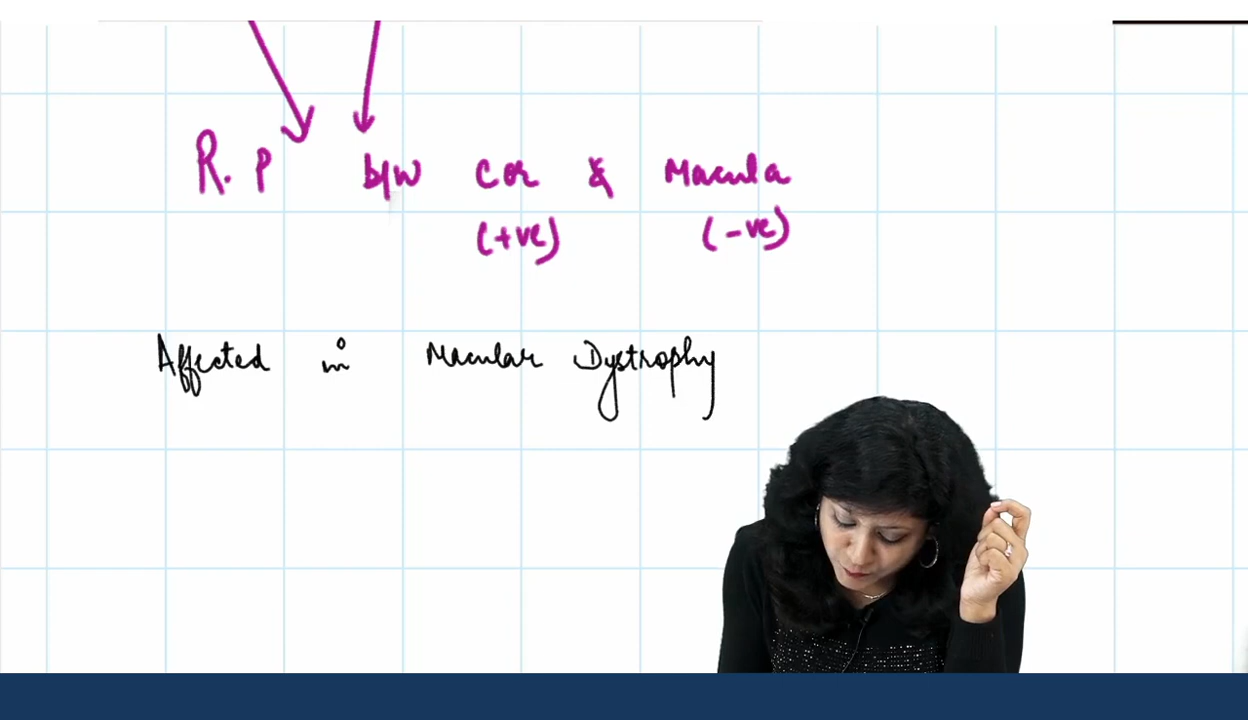 R.P b/w Cor & Macula
(+ve) (-ve)
Affected in Macular Dystrophy